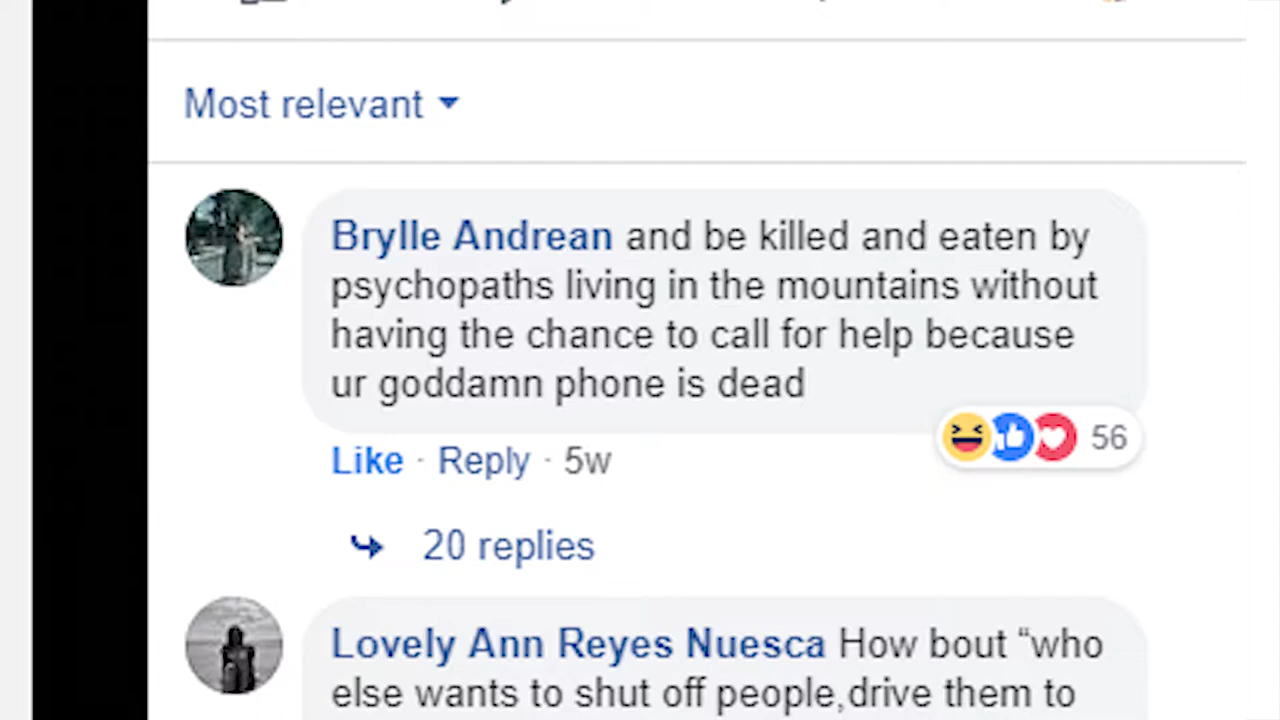 Most relevant
Brylle Andrean and be killed and eaten by
psychopaths living in the mountains without
having the chance to call for help because
ur goddamn phone is dead
56
Like · Reply · 5w
20 replies
Lovely Ann Reyes Nuesca How bout “who
else wants to shut off people,drive them to